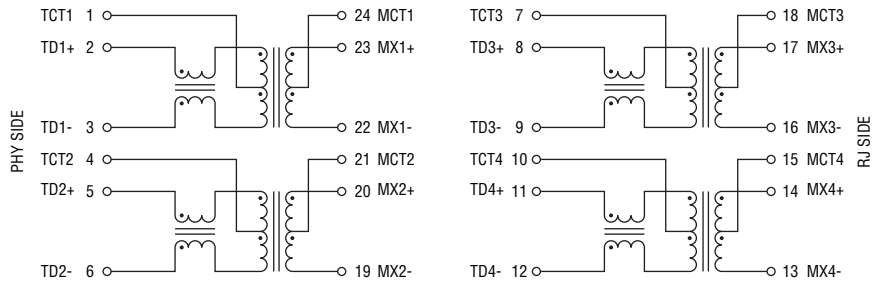 TCT1 1
24 MCT1
TD1+ 2
23 MX1+
TD1- 3
22 MX1-
TCT2 4
21 MCT2
TD2+ 5
20 MX2+
TD2- 6
19 MX2-
PHY SIDE
TCT3 7
18 MCT3
TD3+ 8
17 MX3+
TD3- 9
16 MX3-
TCT4 10
15 MCT4
TD4+ 11
14 MX4+
TD4- 12
13 MX4-
RJ SIDE